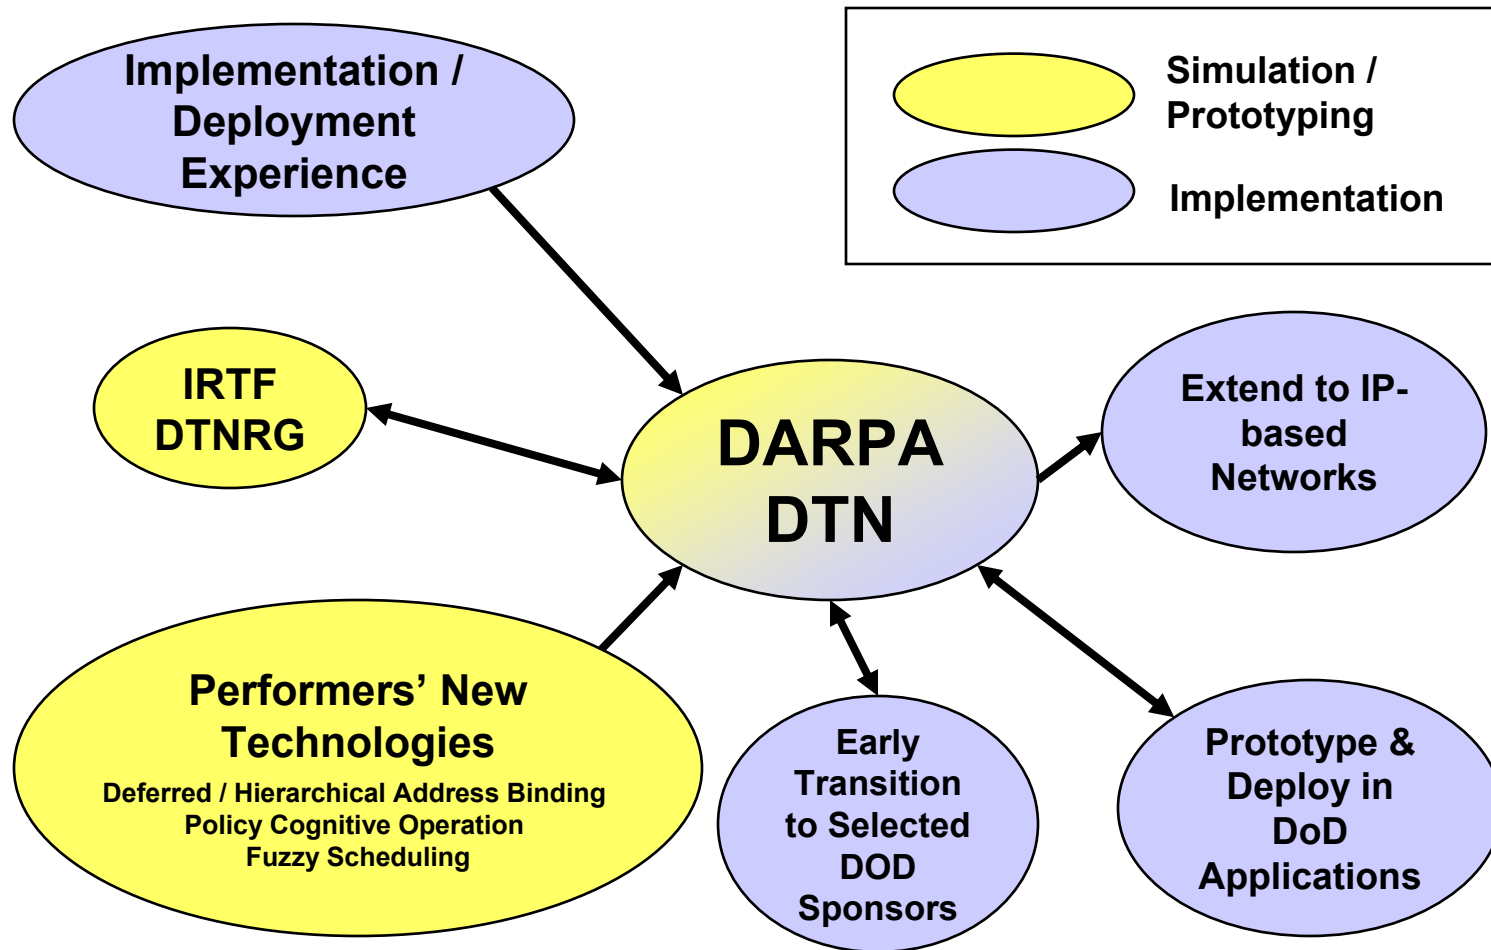 Implementation /
Deployment
Experience
Simulation /
Prototyping
Implementation
IRTF
DTNRG
DARPA
DTN
Extend to IP-
based
Networks
Performers’ New
Technologies
Deferred / Hierarchical Address Binding
Policy Cognitive Operation
Fuzzy Scheduling
Early
Transition
to Selected
DOD
Sponsors
Prototype &
Deploy in
DoD
Applications